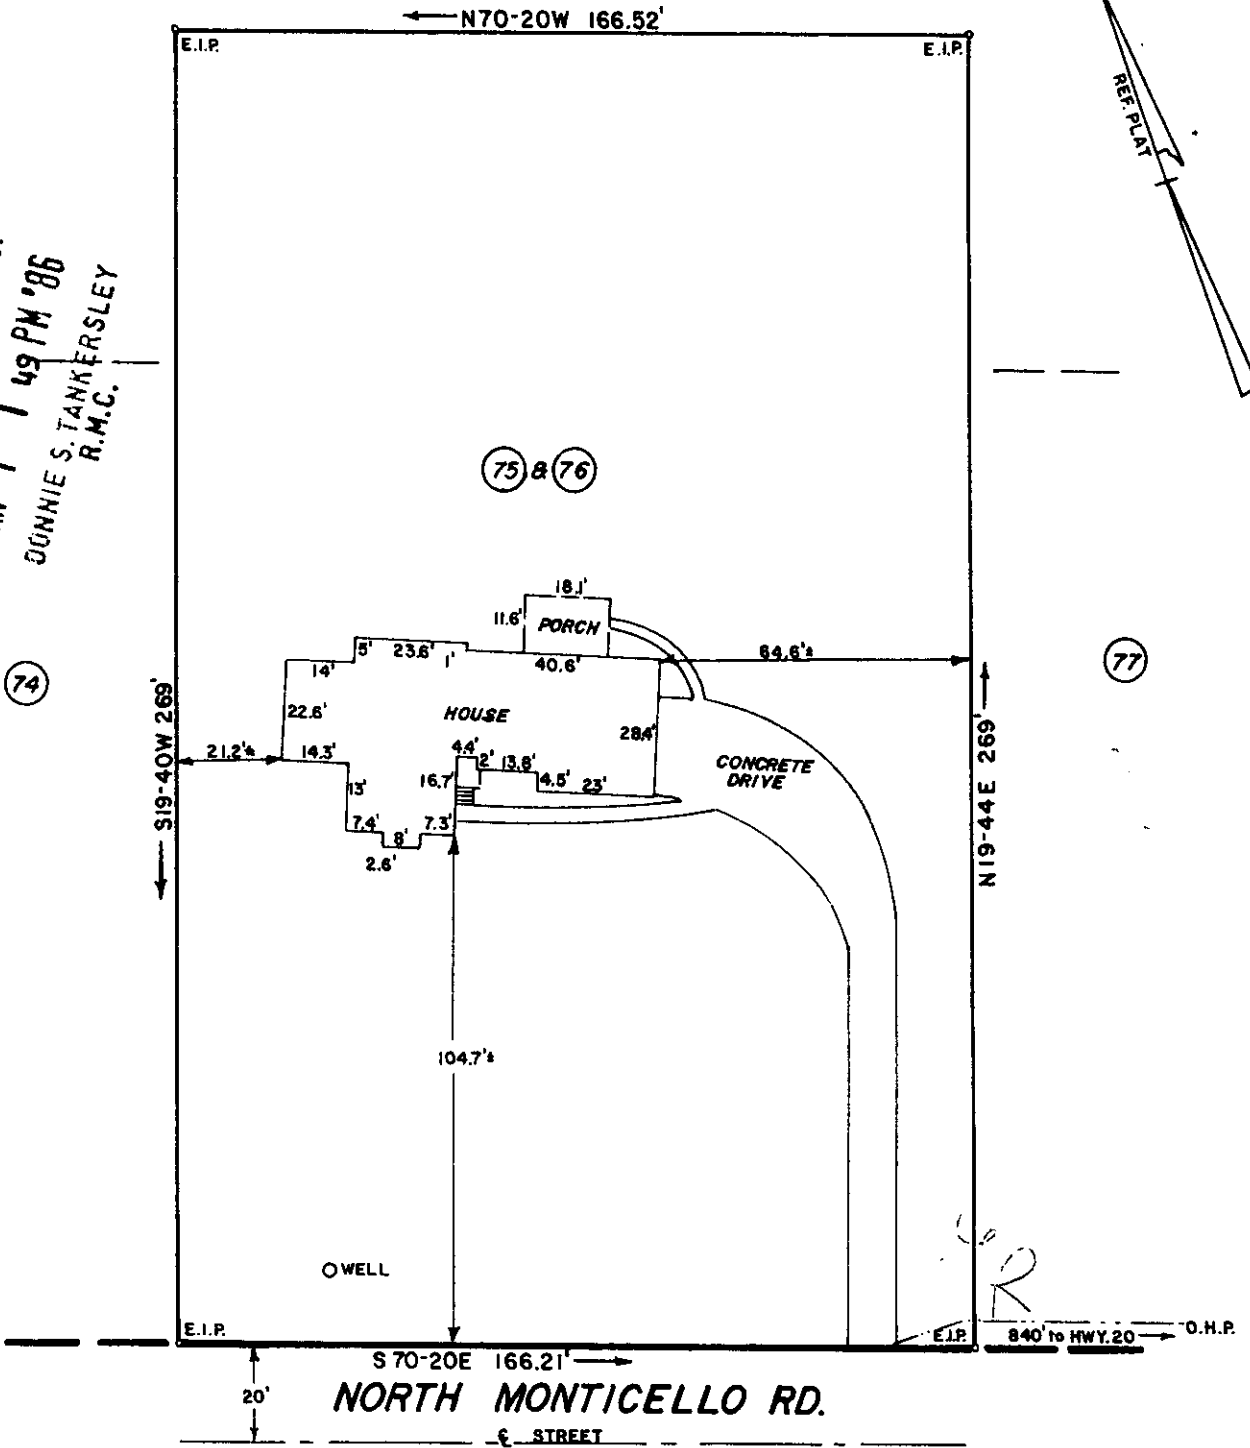 N70-20W 166.52'
E.I.P.
E.I.P.
REF. PLAT
1 49 PM '86
DONNIE S. TANKERSLEY
R.M.C.
75 & 76
18.1'
11.6'
PORCH
5'
23.6'
1'
40.6'
64.6'±
14'
74
77
22.6'
HOUSE
28.4'
S19-40W 269'
N19-44E 269'
21.2'±
14.3'
4.4'
2'
13.8'
16.7'
4.5'
23'
CONCRETE
DRIVE
13'
7.4'
8'
7.3'
2.6'
104.7'±
WELL
R
E.I.P.
E.I.P.
840' to HWY. 20
O.H.P.
S70-20E 166.21'
20'
NORTH MONTICELLO RD.
℄ STREET